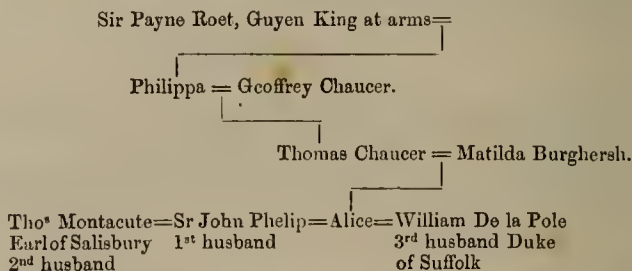 Sir Payne Roet, Guyen King at arms=
Philippa = Geoffrey Chaucer.
Thomas Chaucer = Matilda Burghersh.
Thoˢ Montacute=Sr John Phelip=Alice=William De la Pole
Earl of Salisbury 1ˢᵗ husband 3ʳᵈ husband Duke
2ⁿᵈ husband of Suffolk